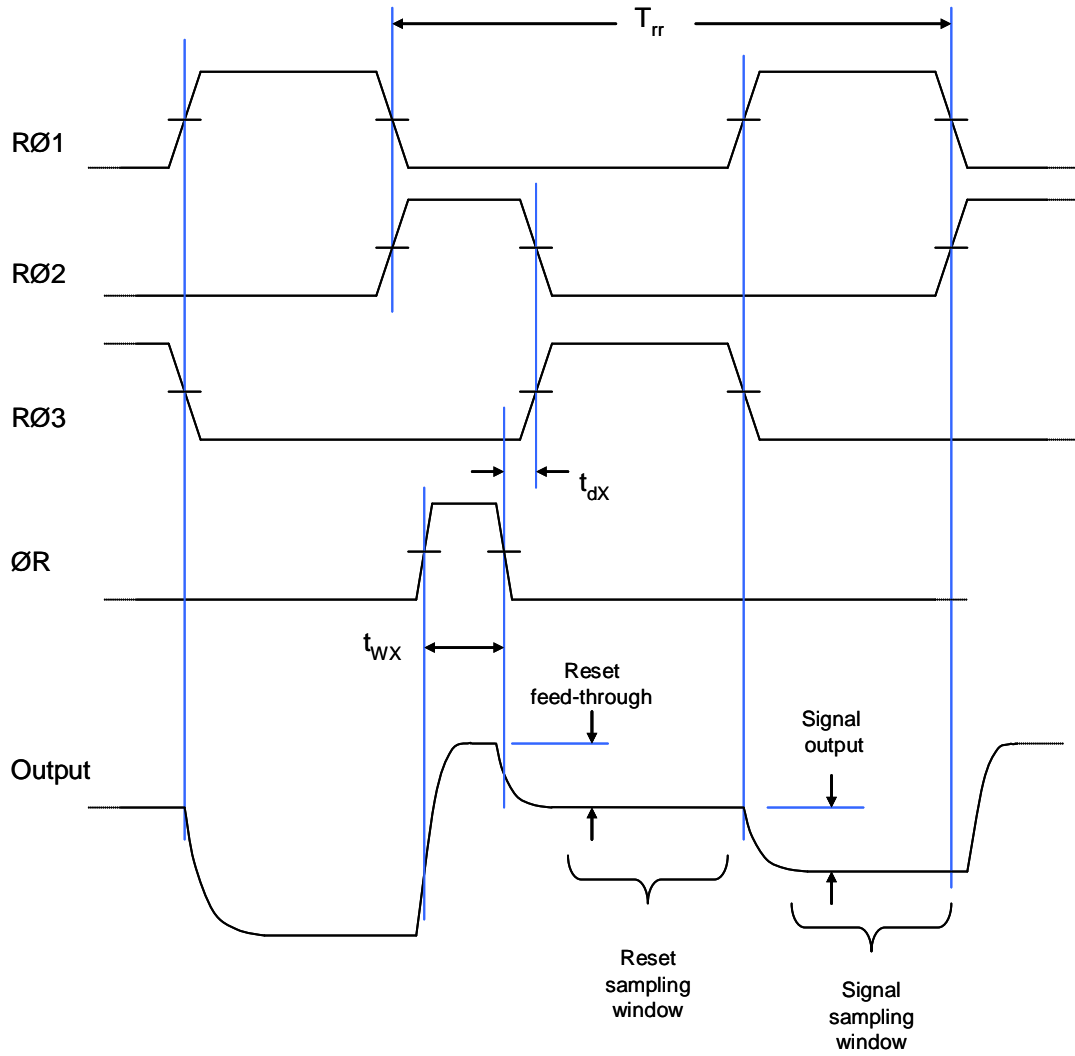 Trr
RØ1
RØ2
RØ3
tdX
ØR
tWX
Reset
feed-through
Signal
output
Output
Reset
sampling
window
Signal
sampling
window